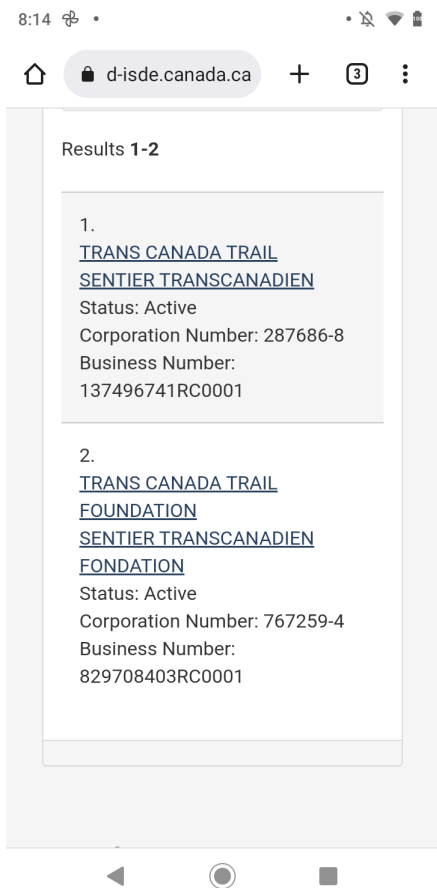 8:14
d-isde.canada.ca
3
Results 1-2
1.
TRANS CANADA TRAIL
SENTIER TRANSCANADIEN
Status: Active
Corporation Number: 287686-8
Business Number:
137496741RC0001
2.
TRANS CANADA TRAIL
FOUNDATION
SENTIER TRANSCANADIEN
FONDATION
Status: Active
Corporation Number: 767259-4
Business Number:
829708403RC0001